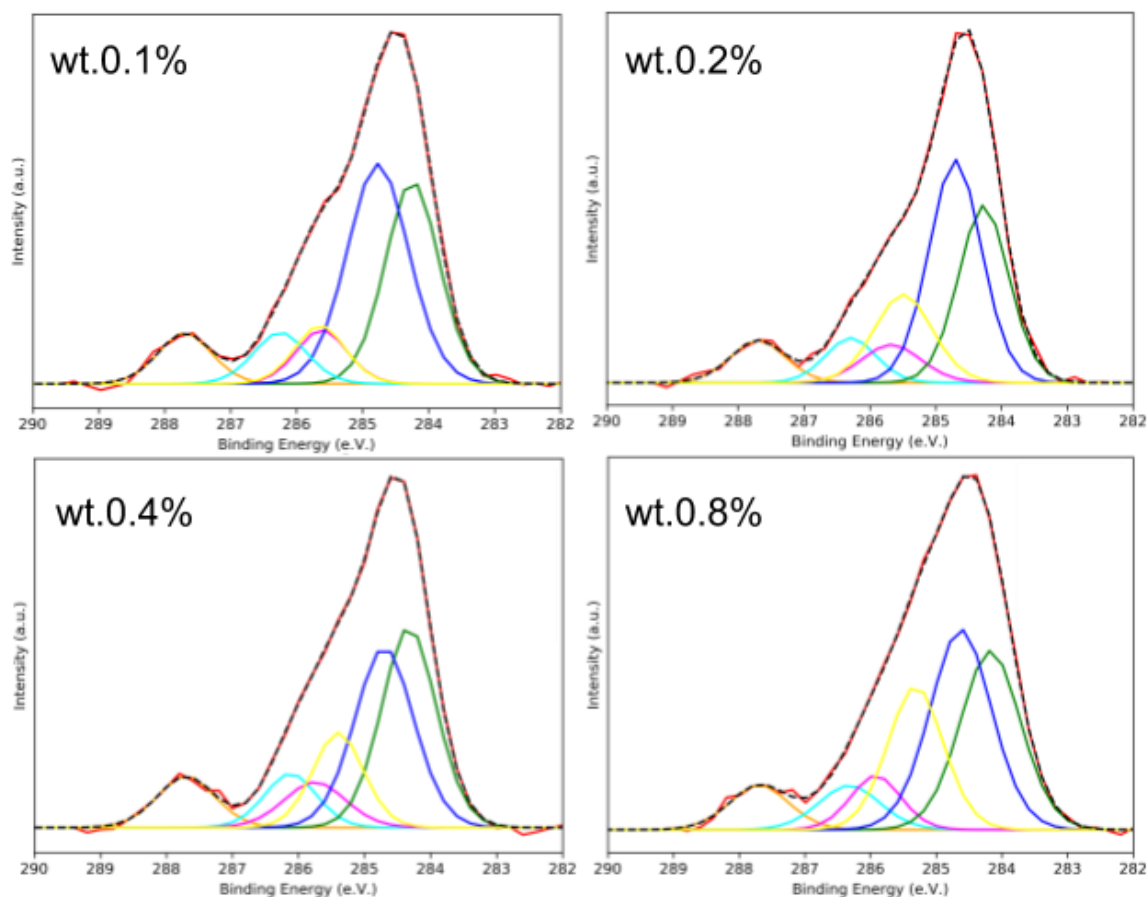 wt.0.1%
Intensity (a.u.)
290 289 288 287 286 285 284 283 282
Binding Energy (e.V.)
wt.0.2%
Intensity (a.u.)
290 289 288 287 286 285 284 283 282
Binding Energy (e.V.)
wt.0.4%
Intensity (a.u.)
290 289 288 287 286 285 284 283 282
Binding Energy (e.V.)
wt.0.8%
Intensity (a.u.)
290 289 288 287 286 285 284 283 282
Binding Energy (e.V.)